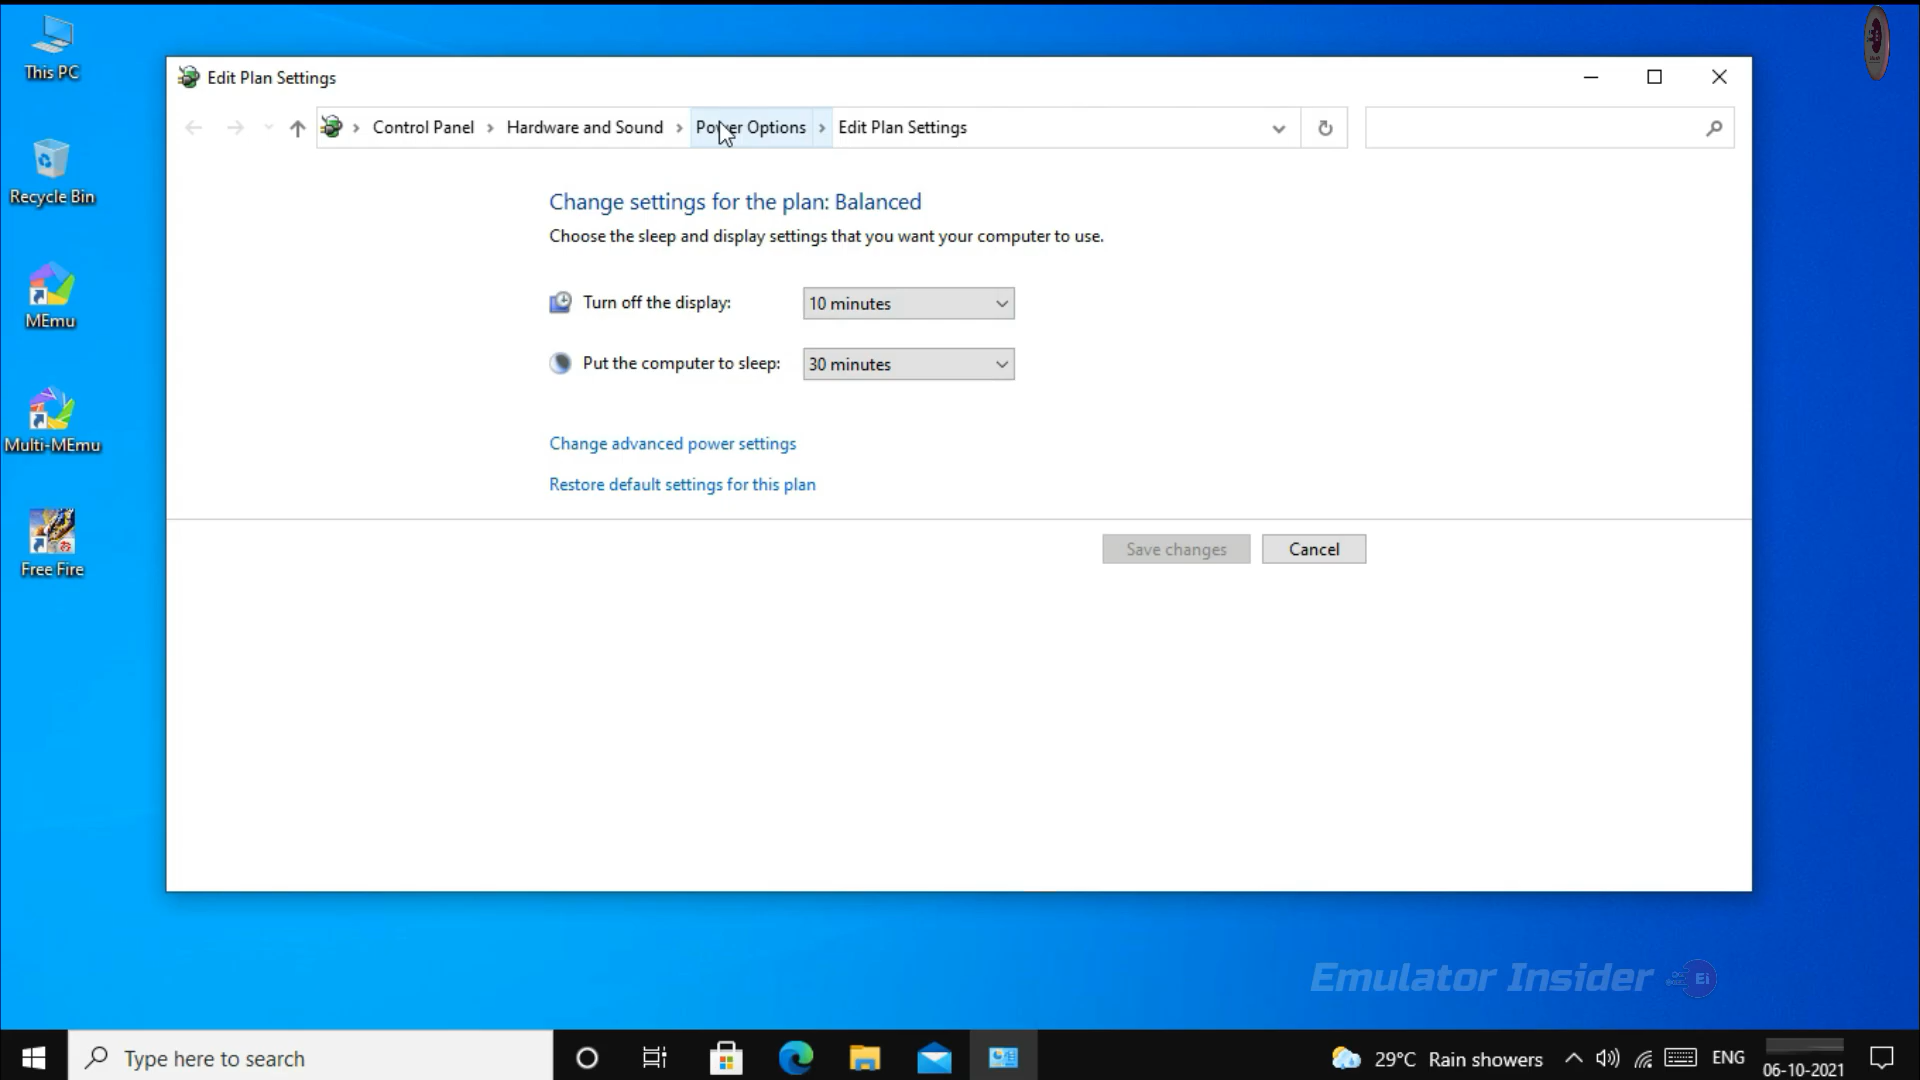 This PC
Recycle Bin
MEmu
Multi-MEmu
Free Fire
Edit Plan Settings
Control Panel > Hardware and Sound > Power Options > Edit Plan Settings
Change settings for the plan: Balanced
Choose the sleep and display settings that you want your computer to use.
Turn off the display: 10 minutes
Put the computer to sleep: 30 minutes
Change advanced power settings
Restore default settings for this plan
Save changes Cancel
Emulator Insider Ei
Type here to search
29°C Rain showers ENG
06-10-2021